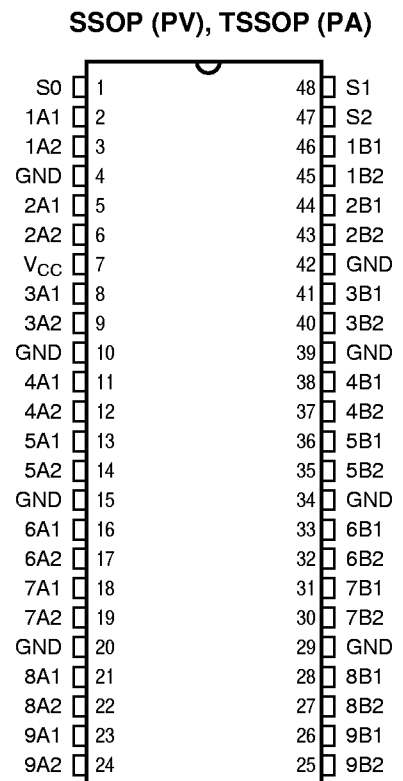 SSOP (PV), TSSOP (PA)
S0 1 48 S1
1A1 2 47 S2
1A2 3 46 1B1
GND 4 45 1B2
2A1 5 44 2B1
2A2 6 43 2B2
VCC 7 42 GND
3A1 8 41 3B1
3A2 9 40 3B2
GND 10 39 GND
4A1 11 38 4B1
4A2 12 37 4B2
5A1 13 36 5B1
5A2 14 35 5B2
GND 15 34 GND
6A1 16 33 6B1
6A2 17 32 6B2
7A1 18 31 7B1
7A2 19 30 7B2
GND 20 29 GND
8A1 21 28 8B1
8A2 22 27 8B2
9A1 23 26 9B1
9A2 24 25 9B2